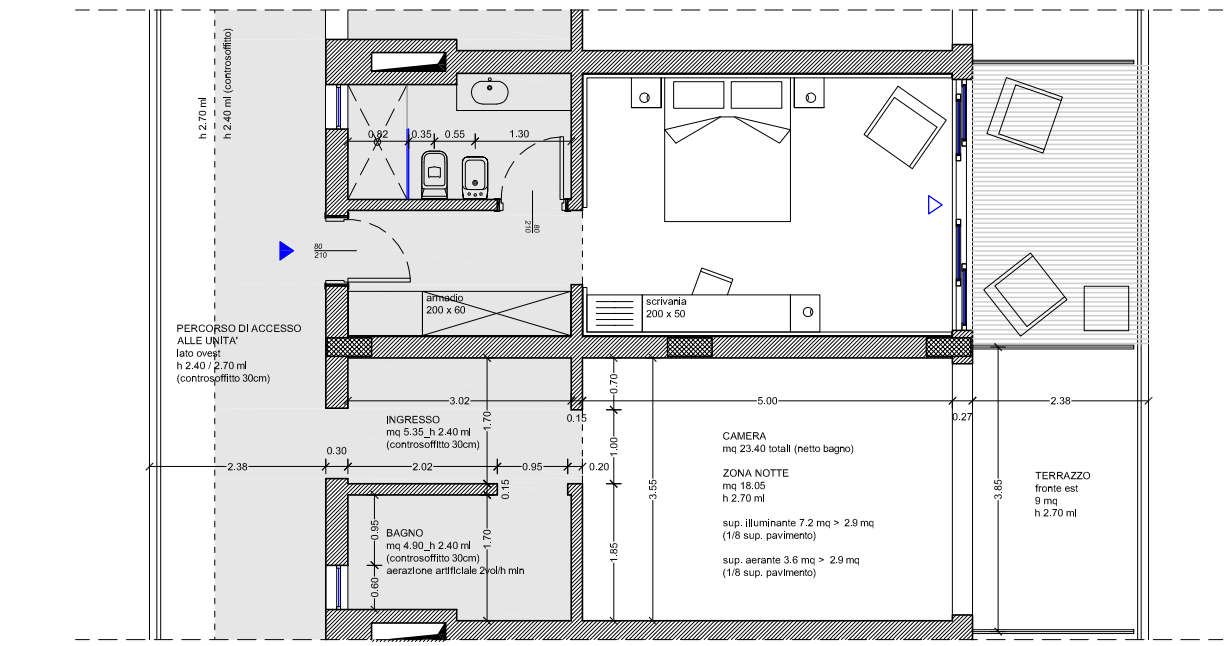 h 2.70 ml
h 2.40 ml (controsoffitto)
0.82
0.35
0.55
1.30
80
210
80
210
armadio
200 x 60
scrivania
200 x 50
PERCORSO DI ACCESSO
ALLE UNITA'
lato ovest
h 2.40 / 2.70 ml
(controsoffitto 30cm)
3.02
0.15
5.00
0.27
2.38
0.70
1.70
INGRESSO
mq 5.35_h 2.40 ml
(controsoffitto 30cm)
1.00
CAMERA
mq 23.40 totali (netto bagno)
ZONA NOTTE
mq 18.05
h 2.70 ml
sup. illuminante 7.2 mq > 2.9 mq
(1/8 sup. pavimento)
sup. aerante 3.6 mq > 2.9 mq
(1/8 sup. pavimento)
2.38
0.30
2.02
0.95
0.20
0.15
3.55
3.85
TERRAZZO
fronte est
9 mq
h 2.70 ml
0.95
0.60
1.70
1.85
BAGNO
mq 4.90_h 2.40 ml
(controsoffitto 30cm)
aerazione artificiale 2vol/h min